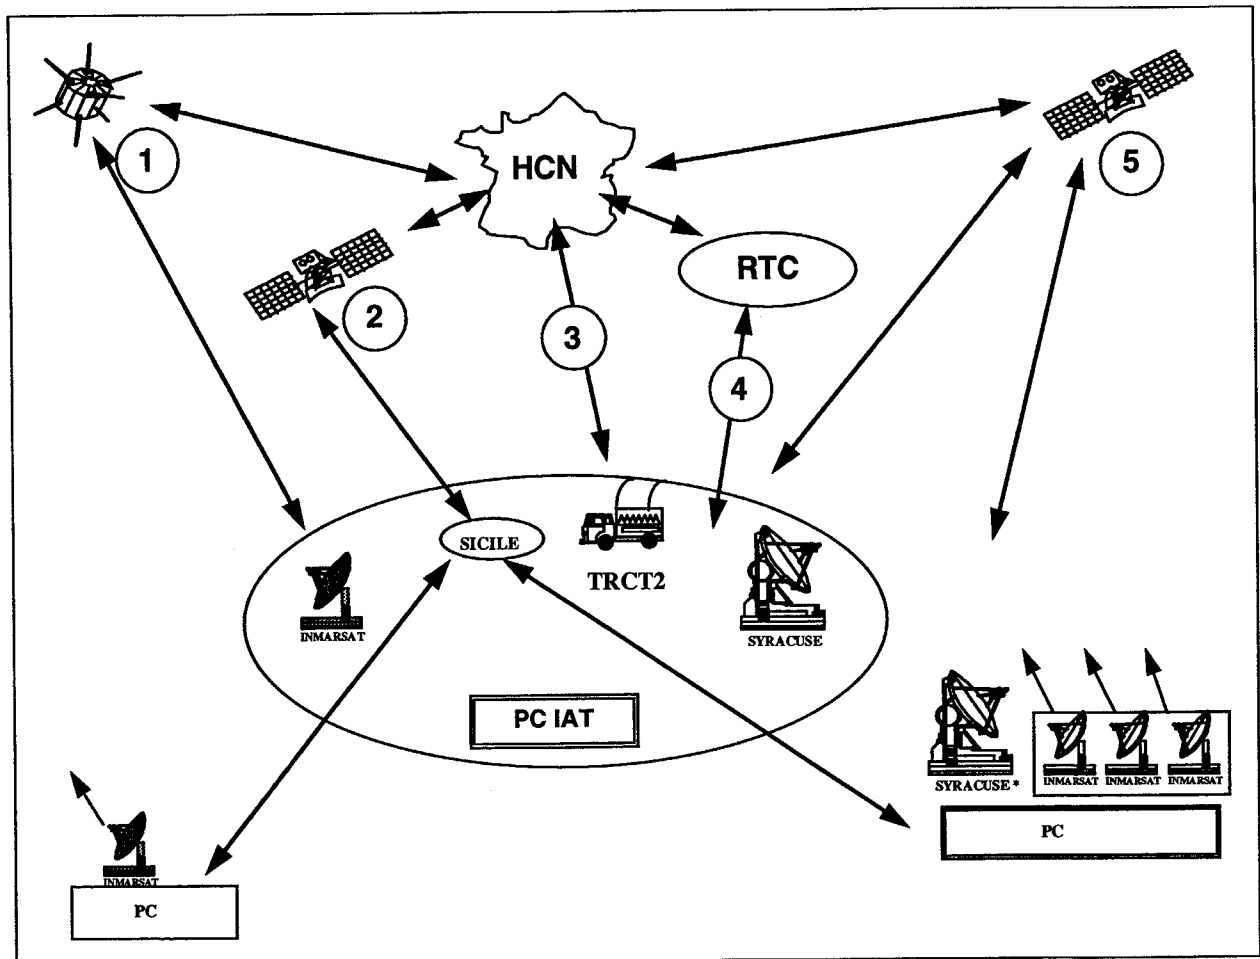 1
HCN
5
RTC
2
3
4
SICILE
TRCT2
INMARSAT
SYRACUSE
PC IAT
SYRACUSE *
INMARSAT
INMARSAT
INMARSAT
PC
INMARSAT
PC